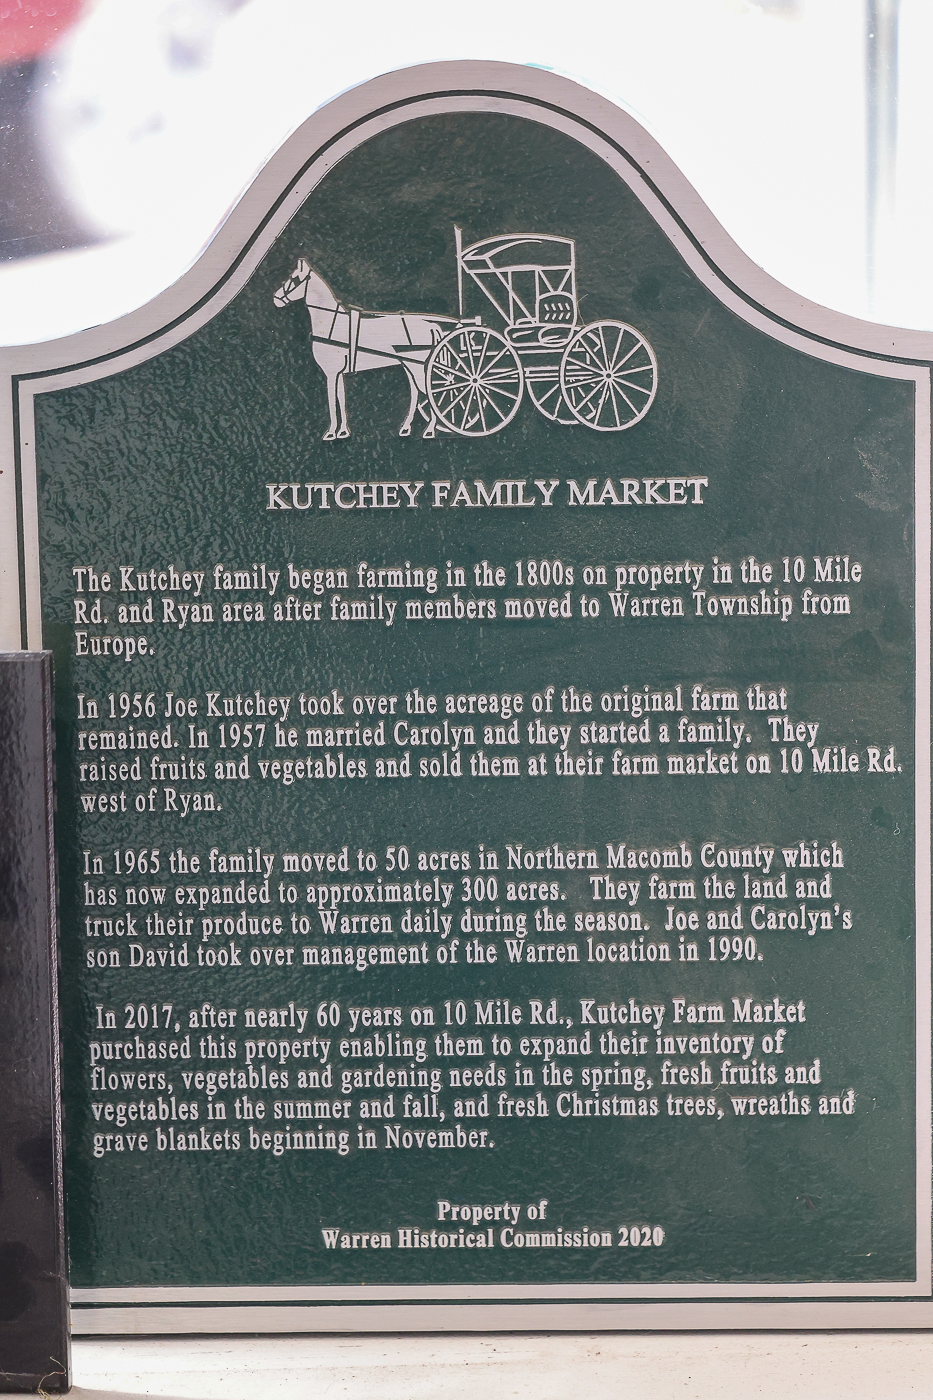 KUTCHEY FAMILY MARKET
The Kutchey family began farming in the 1800s on property in the 10 Mile
Rd. and Ryan area after family members moved to Warren Township from
Europe.
In 1956 Joe Kutchey took over the acreage of the original farm that
remained. In 1957 he married Carolyn and they started a family. They
raised fruits and vegetables and sold them at their farm market on 10 Mile Rd.
west of Ryan.
In 1965 the family moved to 50 acres in Northern Macomb County which
has now expanded to approximately 300 acres. They farm the land and
truck their produce to Warren daily during the season. Joe and Carolyn's
son David took over management of the Warren location in 1990.
In 2017, after nearly 60 years on 10 Mile Rd., Kutchey Farm Market
purchased this property enabling them to expand their inventory of
flowers, vegetables and gardening needs in the spring, fresh fruits and
vegetables in the summer and fall, and fresh Christmas trees, wreaths and
grave blankets beginning in November.
Property of
Warren Historical Commission 2020